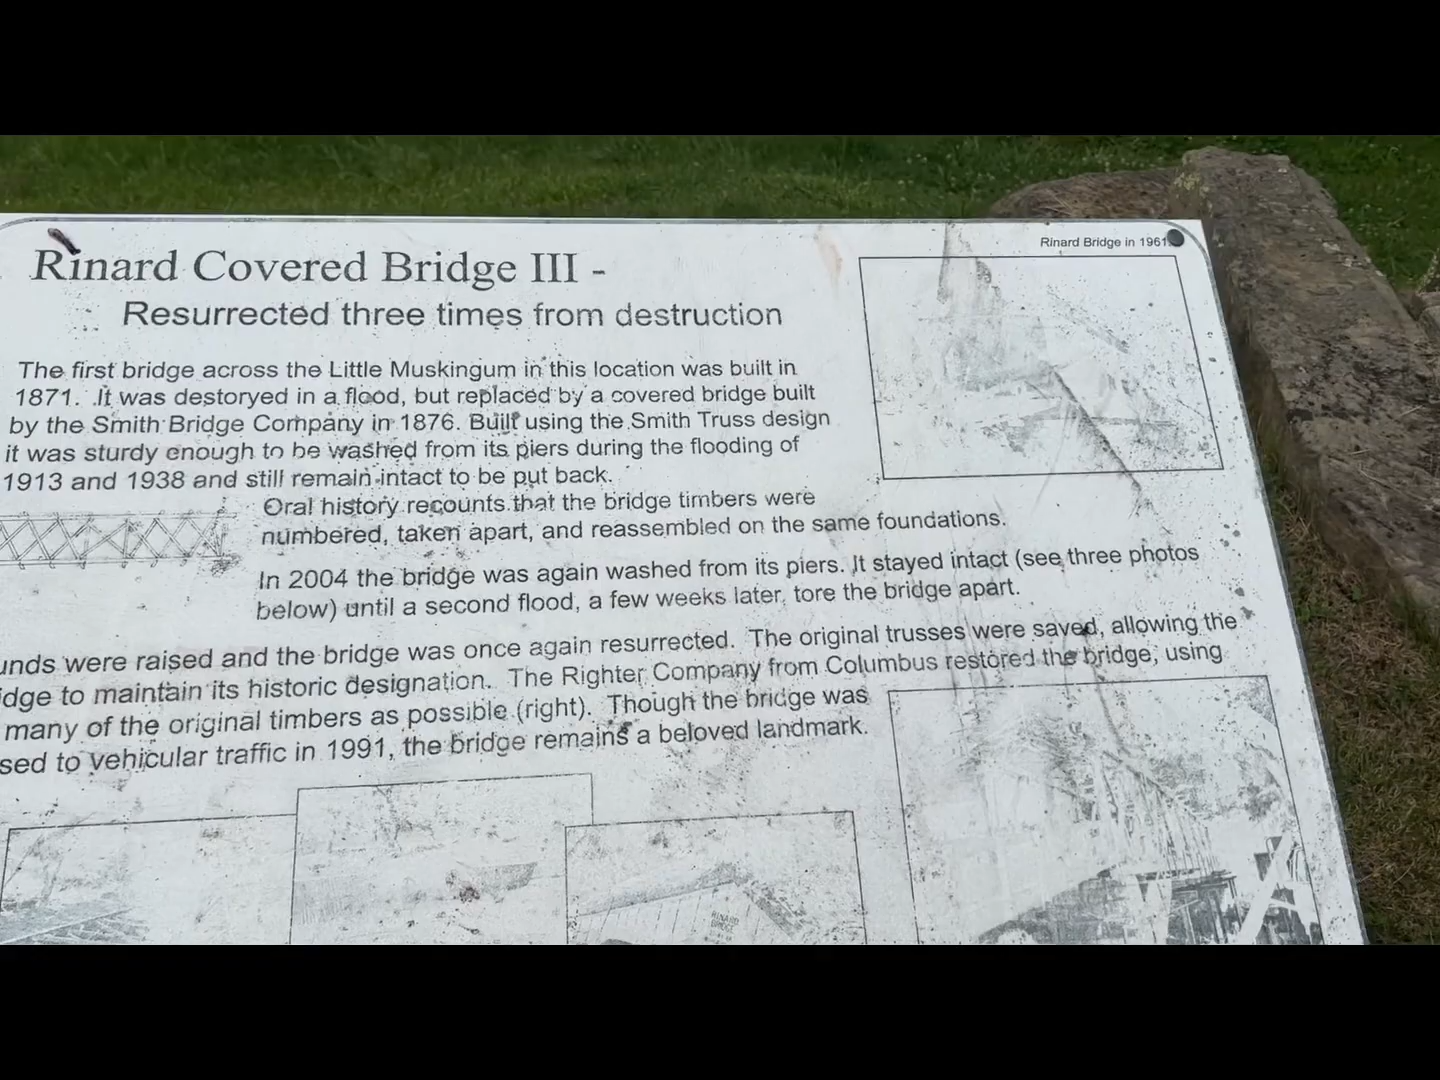 Rinard Covered Bridge III -
Resurrected three times from destruction
Rinard Bridge in 1961
The first bridge across the Little Muskingum in this location was built in
1871. It was destoryed in a flood, but replaced by a covered bridge built
by the Smith Bridge Company in 1876. Built using the Smith Truss design
it was sturdy enough to be washed from its piers during the flooding of
1913 and 1938 and still remain intact to be put back.
Oral history recounts that the bridge timbers were
numbered, taken apart, and reassembled on the same foundations.
In 2004 the bridge was again washed from its piers. It stayed intact (see three photos
below) until a second flood, a few weeks later, tore the bridge apart.
unds were raised and the bridge was once again resurrected. The original trusses were saved, allowing the
idge to maintain its historic designation. The Righter Company from Columbus restored the bridge, using
many of the original timbers as possible (right). Though the bridge was
sed to vehicular traffic in 1991, the bridge remains a beloved landmark.
RINARD